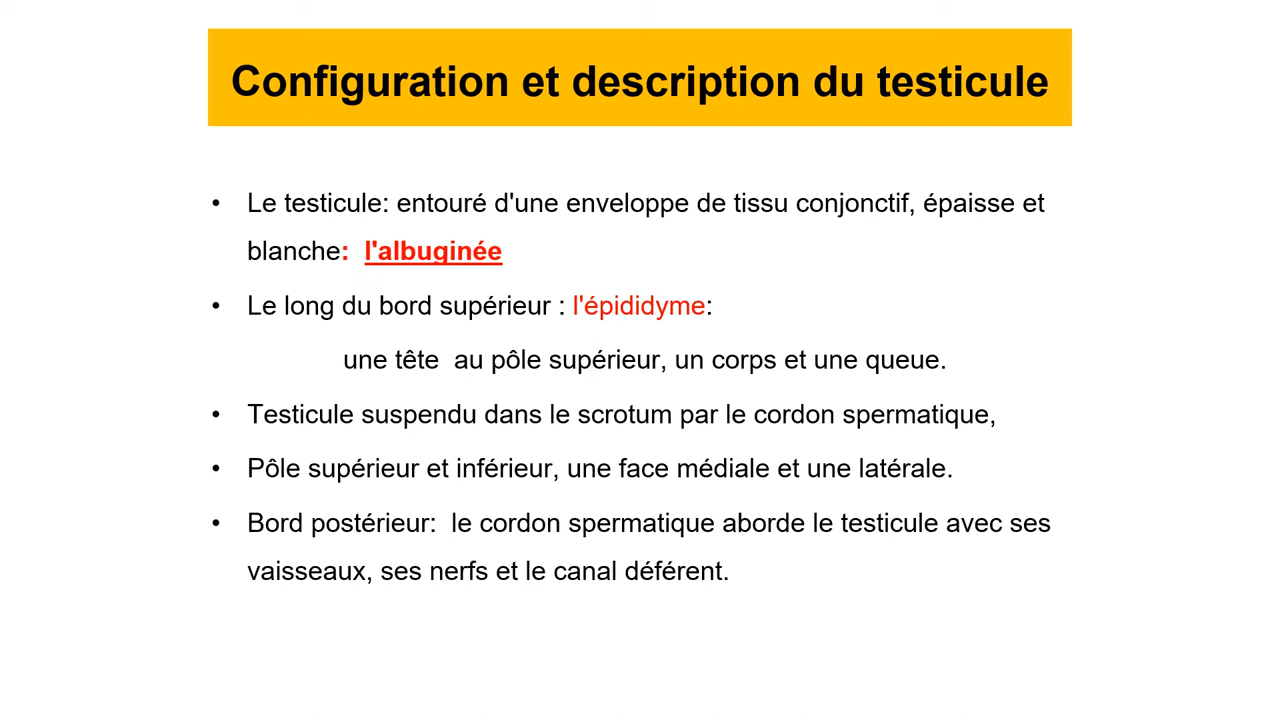 Configuration et description du testicule
• Le testicule: entouré d'une enveloppe de tissu conjonctif, épaisse et
blanche: l'albuginée
• Le long du bord supérieur : l'épididyme:
une tête au pôle supérieur, un corps et une queue.
• Testicule suspendu dans le scrotum par le cordon spermatique,
• Pôle supérieur et inférieur, une face médiale et une latérale.
• Bord postérieur: le cordon spermatique aborde le testicule avec ses
vaisseaux, ses nerfs et le canal déférent.